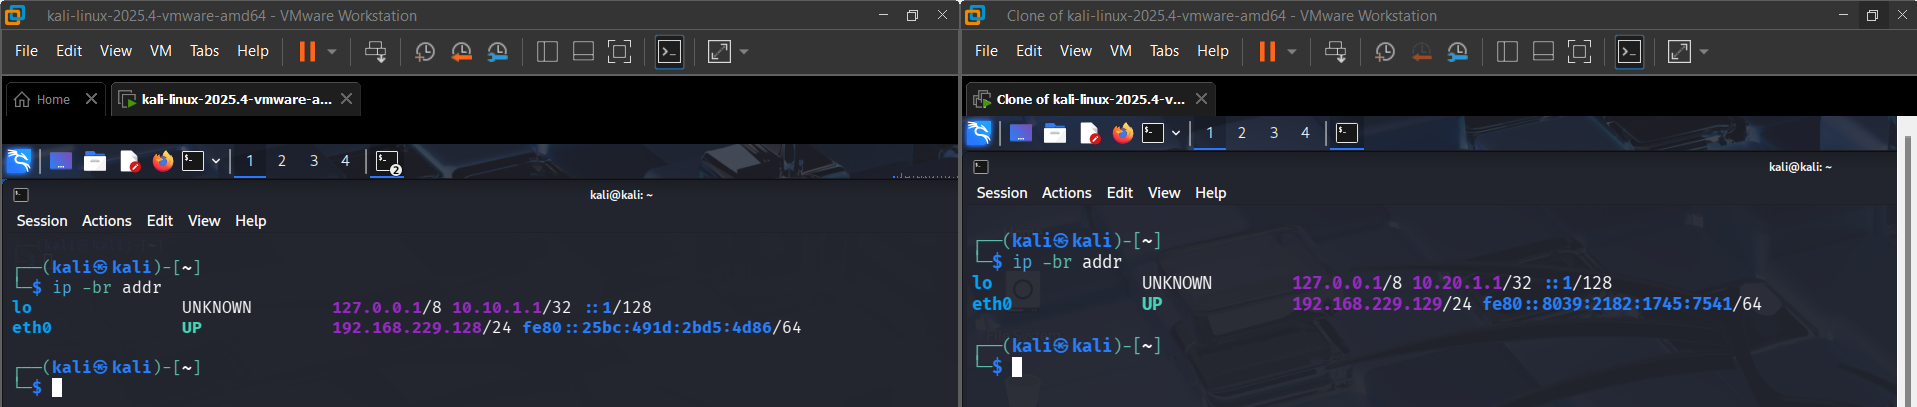 kali-linux-2025.4-vmware-amd64 - VMware Workstation
File Edit View VM Tabs Help
Home kali-linux-2025.4-vmware-a...
1 2 3 4 2
kali@kali: ~
Session Actions Edit View Help
┌──(kali㉿kali)-[~]
└─$ ip -br addr
lo UNKNOWN 127.0.0.1/8 10.10.1.1/32 ::1/128
eth0 UP 192.168.229.128/24 fe80::25bc:491d:2bd5:4d86/64
┌──(kali㉿kali)-[~]
└─$
Clone of kali-linux-2025.4-vmware-amd64 - VMware Workstation
File Edit View VM Tabs Help
Clone of kali-linux-2025.4-v...
1 2 3 4
kali@kali: ~
Session Actions Edit View Help
┌──(kali㉿kali)-[~]
└─$ ip -br addr
lo UNKNOWN 127.0.0.1/8 10.20.1.1/32 ::1/128
eth0 UP 192.168.229.129/24 fe80::8039:2182:1745:7541/64
┌──(kali㉿kali)-[~]
└─$